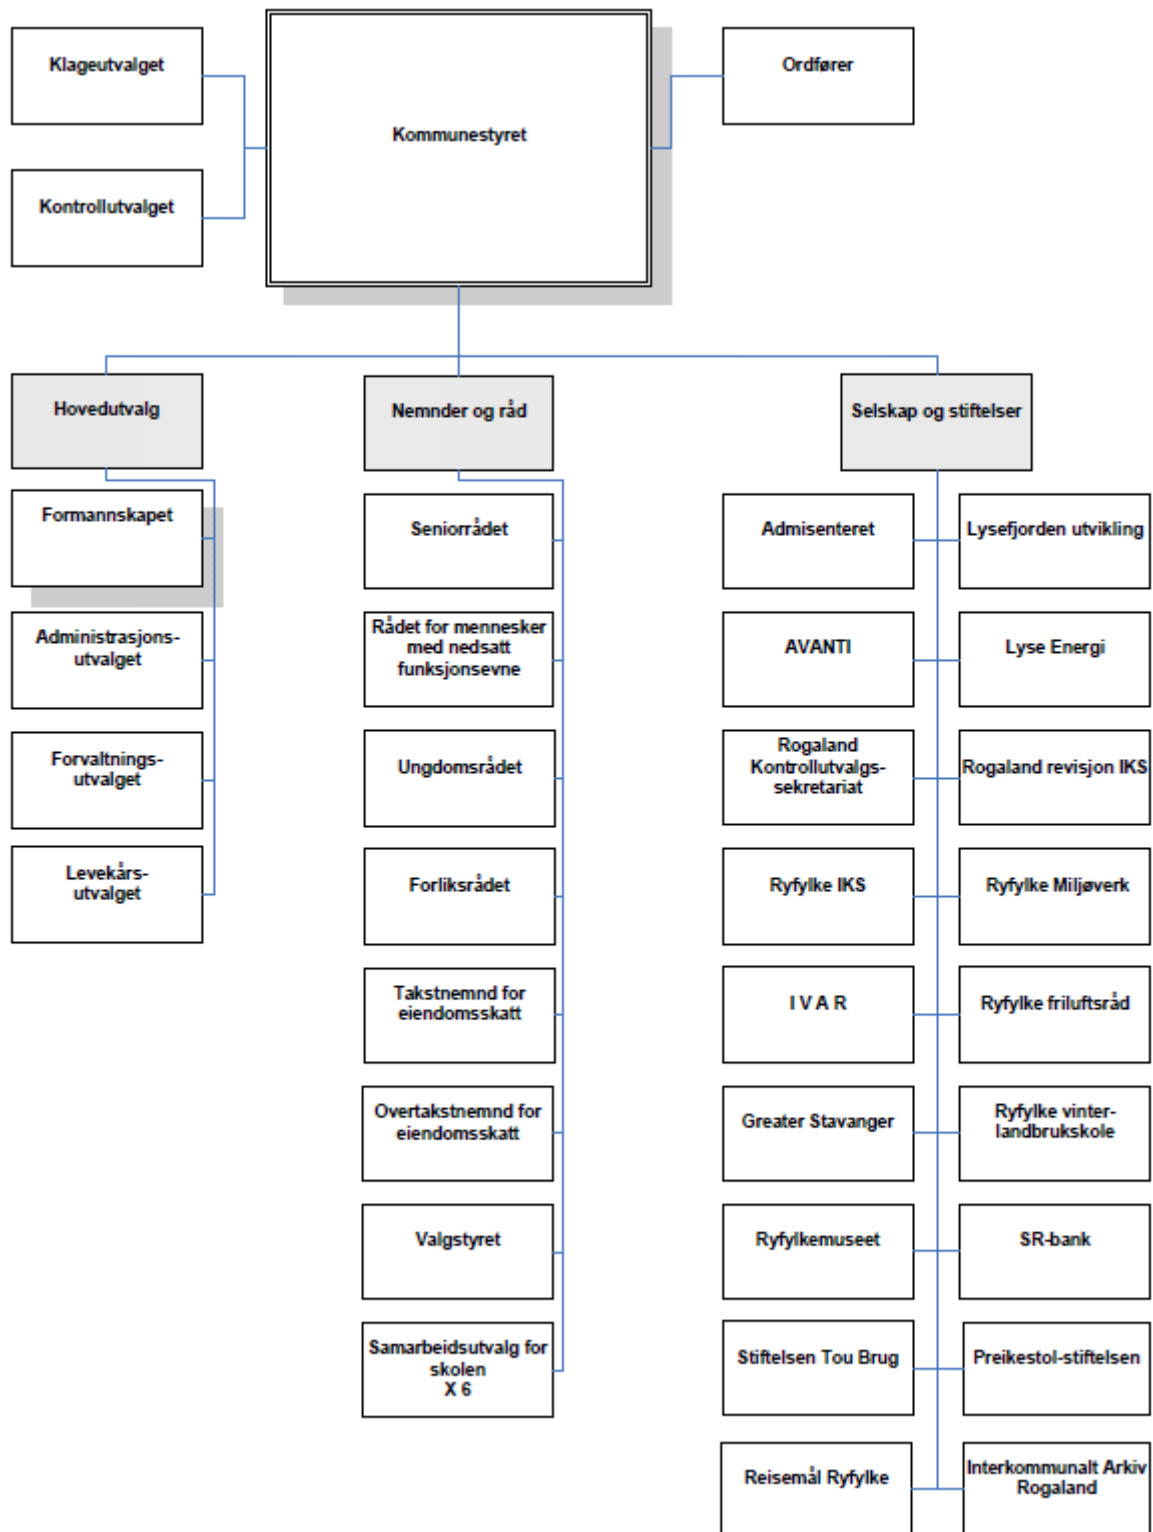 Klageutvalget
Kommunestyret
Ordfører
Kontrollutvalget
Hovedutvalg
Formannskapet
Administrasjons-
utvalget
Forvaltnings-
utvalget
Levekårs-
utvalget
Nemnder og råd
Seniorrådet
Rådet for mennesker
med nedsatt
funksjonsevne
Ungdomsrådet
Forliksrådet
Takstnemnd for
eiendomsskatt
Overtakstnemnd for
eiendomsskatt
Valgstyret
Samarbeidsutvalg for
skolen
X 6
Selskap og stiftelser
Admisenteret
Lysefjorden utvikling
AVANTI
Lyse Energi
Rogaland
Kontrollutvalgs-
sekretariat
Rogaland revisjon IKS
Ryfylke IKS
Ryfylke Miljøverk
I V A R
Ryfylke friluftsråd
Greater Stavanger
Ryfylke vinter-
landbrukskole
Ryfylkemuseet
SR-bank
Stiftelsen Tou Brug
Preikestol-stiftelsen
Reisemål Ryfylke
Interkommunalt Arkiv
Rogaland